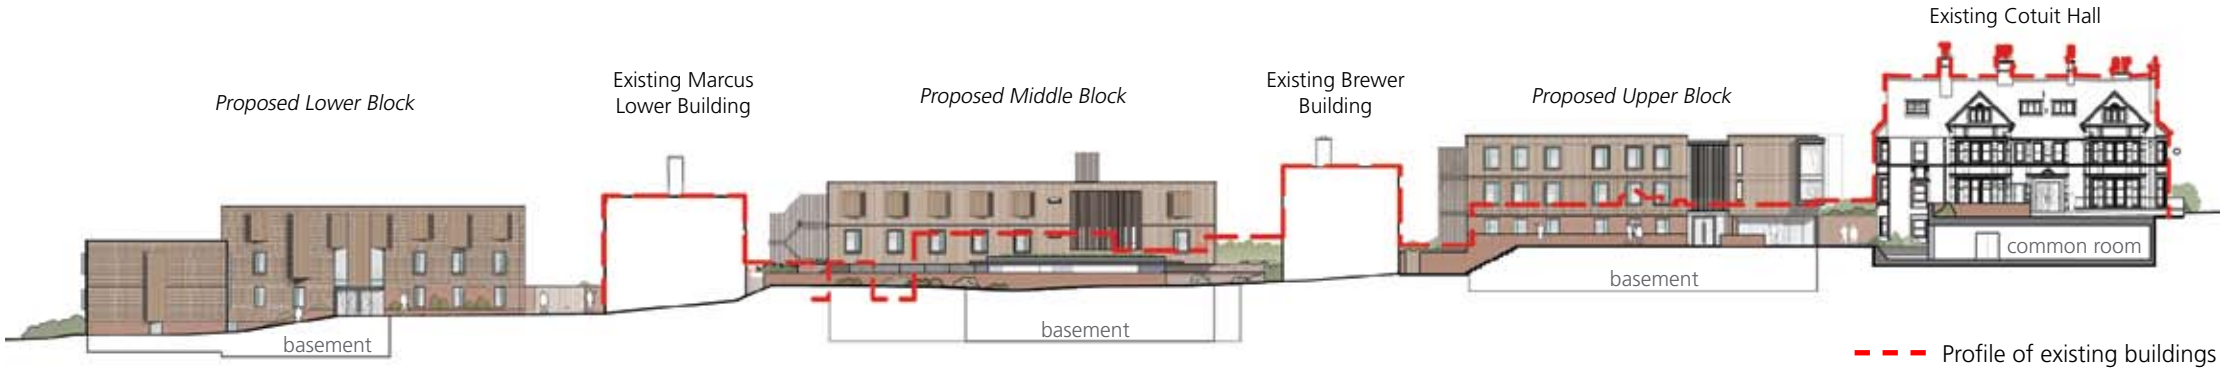 Existing Cotuit Hall
Existing Marcus
Lower Building
Existing Brewer
Building
Proposed Lower Block
Proposed Middle Block
Proposed Upper Block
common room
basement
basement
basement
Profile of existing buildings